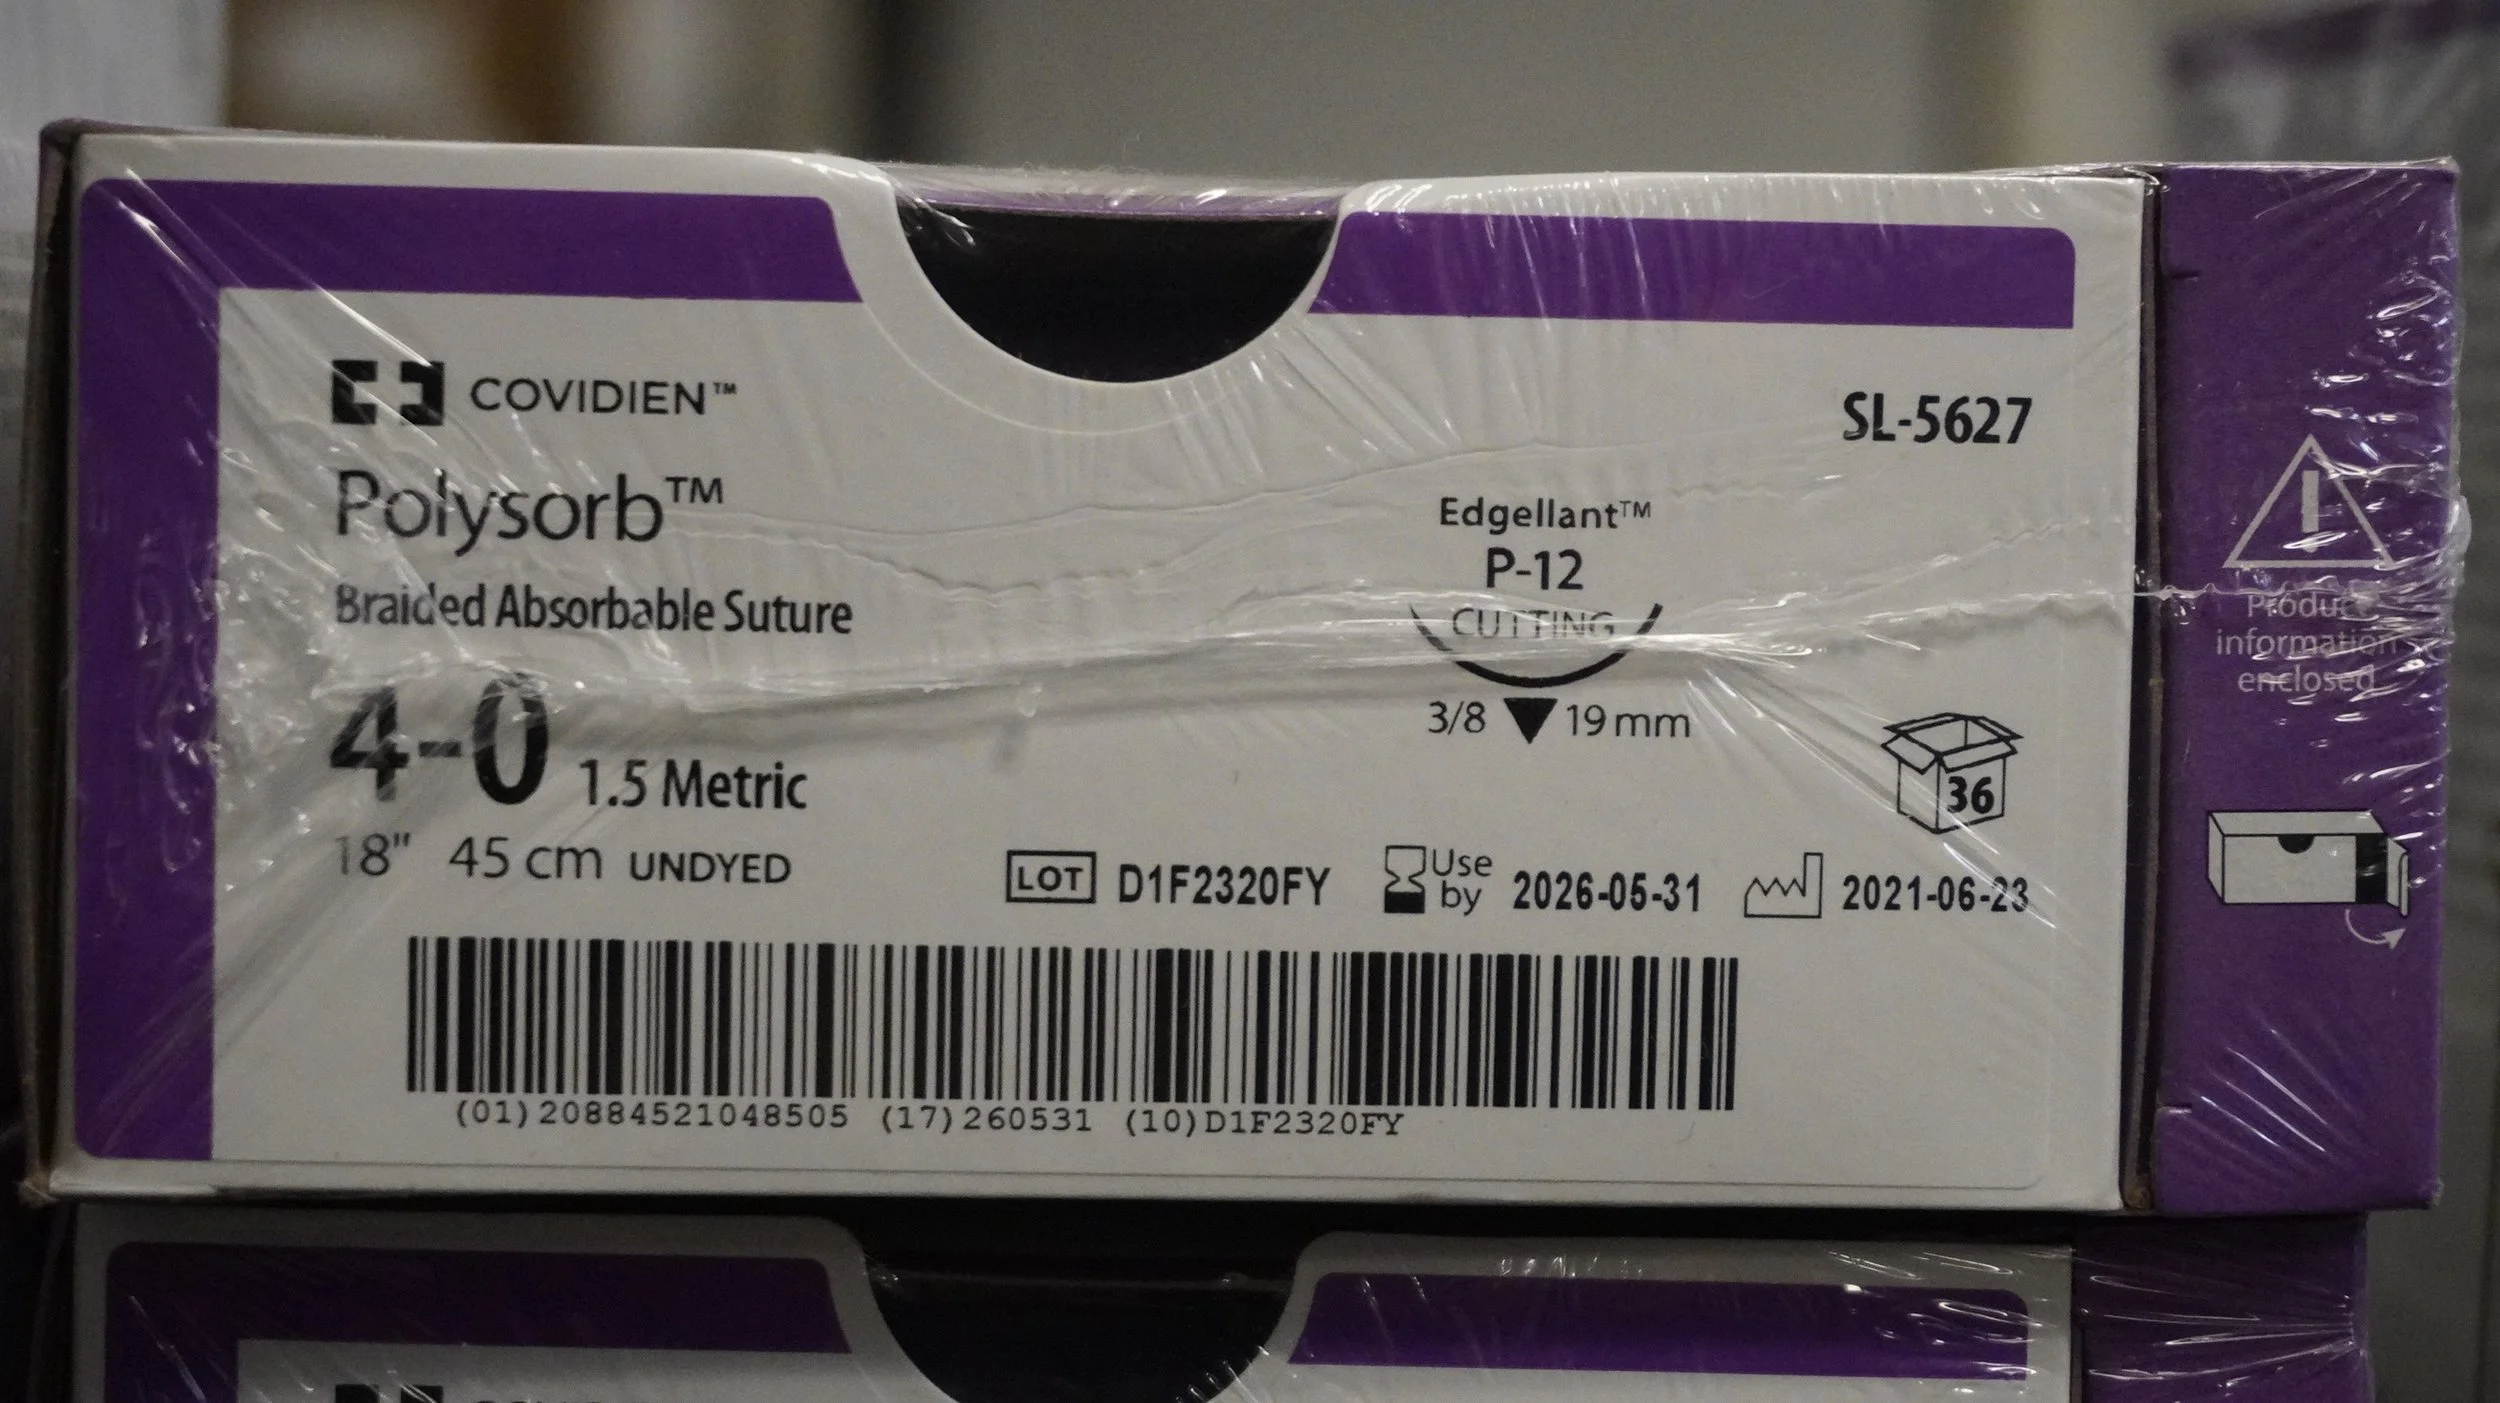 COVIDIEN™
SL-5627
Polysorb™
Braided Absorbable Suture
4-0 1.5 Metric
18" 45 cm UNDYED
Edgellant™
P-12
CUTTING
3/8 19 mm
36
LOT D1F2320FY
Use by 2026-05-31
2021-06-23
(01)20884521048505 (17)260531 (10)D1F2320FY
Product
information
enclosed